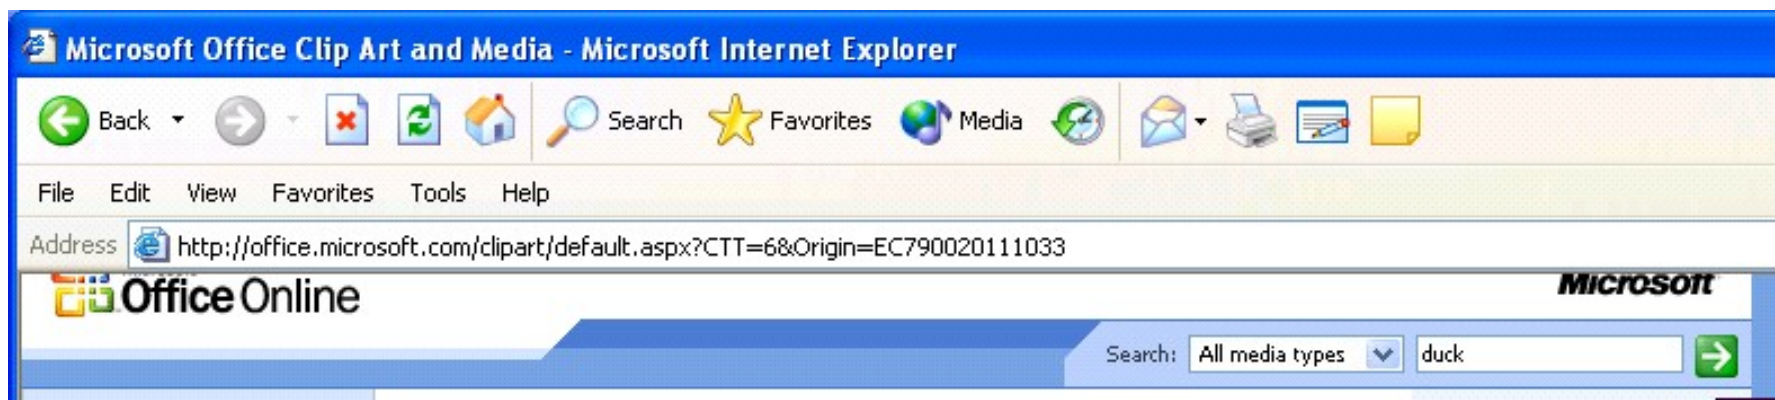 Microsoft Office Clip Art and Media - Microsoft Internet Explorer
Back Search Favorites Media
File Edit View Favorites Tools Help
Address http://office.microsoft.com/clipart/default.aspx?CTT=6&Origin=EC790020111033
Office Online Microsoft
Search: All media types duck